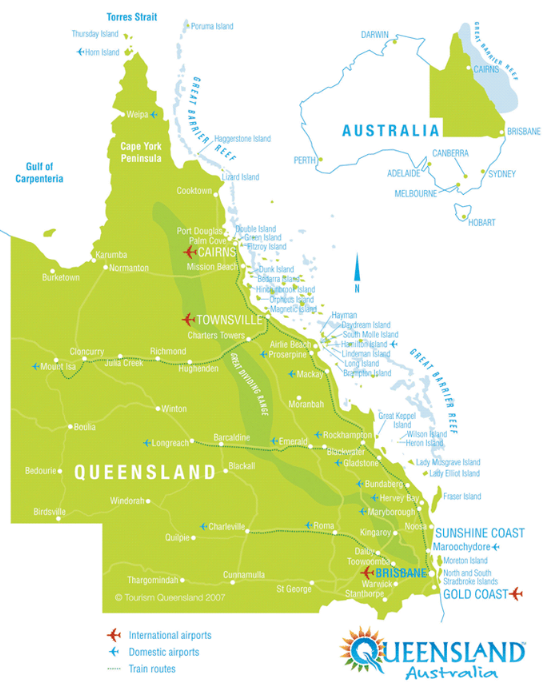 Torres Strait
Thursday Island
Horn Island
Poruma Island
GREAT BARRIER REEF
Weipa
Cape York
Peninsula
Gulf of
Carpenteria
Haggerstone Island
Lizard Island
Cooktown
DARWIN
GREAT BARRIER REEF
CAIRNS
AUSTRALIA
BRISBANE
PERTH
CANBERRA
ADELAIDE
SYDNEY
MELBOURNE
HOBART
N
Port Douglas
Double Island
Palm Cove
Green Island
Fitzroy Island
CAIRNS
Mission Beach
Dunk Island
Bedarra Island
Hinchinbrook Island
Orpheus Island
Magnetic Island
Karumba
Normanton
Burketown
TOWNSVILLE
Charters Towers
Hayman
Daydream Island
South Molle Island
Airlie Beach
Hamilton Island
Proserpine
Lindeman Island
Long Island
Brampton Island
Mackay
Cloncurry
Mount Isa
Julia Creek
Richmond
Hughenden
GREAT DIVIDING RANGE
GREAT BARRIER REEF
Moranbah
Winton
Boulia
Great Keppel
Island
Wilson Island
Heron Island
Longreach
Barcaldine
Emerald
Rockhampton
Blackwater
Gladstone
Bedourie
QUEENSLAND
Blackall
Lady Musgrave Island
Lady Elliot Island
Bundaberg
Hervey Bay
Fraser Island
Maryborough
Windorah
Birdsville
Quilpie
Charleville
Roma
Kingaroy
Noosa
SUNSHINE COAST
Maroochydore
Moreton Island
Dalby
Toowoomba
BRISBANE
North and South
Stradbroke Islands
Warwick
Stanthorpe
GOLD COAST
Thargomindah
Cunnamulla
St George
© Tourism Queensland 2007
International airports
Domestic airports
Train routes
QUEENSLAND
Australia